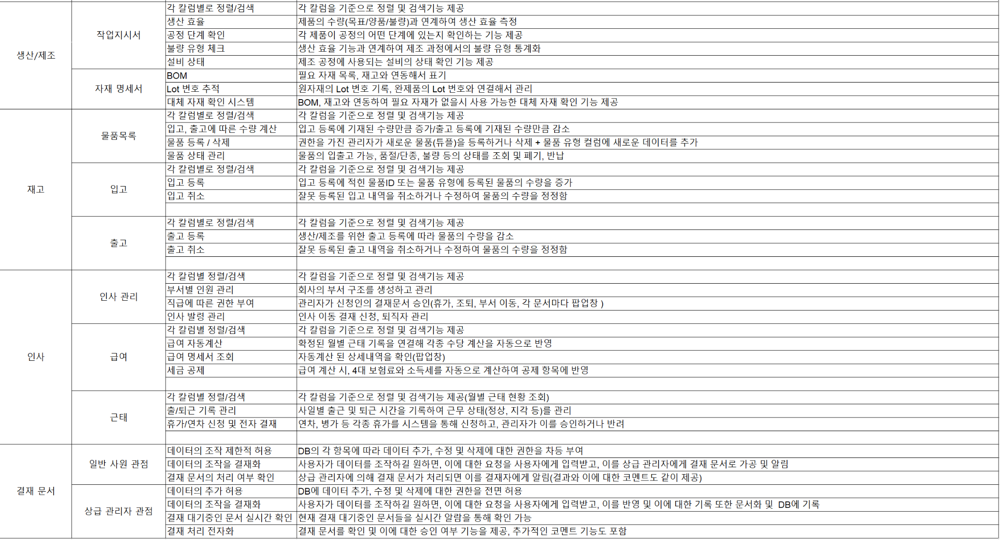 생산/제조
작업지시서
각 칼럼별로 정렬/검색 각 칼럼을 기준으로 정렬 및 검색기능 제공
생산 효율 제품의 수량(목표/양품/불량)과 연계하여 생산 효율 측정
공정 단계 확인 각 제품이 공정의 어떤 단계에 있는지 확인하는 기능 제공
불량 유형 체크 생산 효율 기능과 연계하여 제조 과정에서의 불량 유형 통계화
설비 상태 제조 공정에 사용되는 설비의 상태 확인 기능 제공
자재 명세서
BOM 필요 자재 목록, 재고와 연동해서 표기
Lot 번호 추적 원자재의 Lot 번호 기록, 완제품의 Lot 번호와 연결해서 관리
대체 자재 확인 시스템 BOM, 재고와 연동하여 필요 자재가 없을시 사용 가능한 대체 자재 확인 기능 제공
재고
물품목록
각 칼럼별로 정렬/검색 각 칼럼을 기준으로 정렬 및 검색기능 제공
입고, 출고에 따른 수량 계산 입고 등록에 기재된 수량만큼 증가/출고 등록에 기재된 수량만큼 감소
물품 등록 / 삭제 권한을 가진 관리자가 새로운 물품(튜플)을 등록하거나 삭제 + 물품 유형 컬럼에 새로운 데이터를 추가
물품 상태 관리 물품의 입출고 가능, 품절/단종, 불량 등의 상태를 조회 및 폐기, 반납
입고
각 칼럼별로 정렬/검색 각 칼럼을 기준으로 정렬 및 검색기능 제공
입고 등록 입고 등록에 적힌 물품ID 또는 물품 유형에 등록된 물품의 수량을 증가
입고 취소 잘못 등록된 입고 내역을 취소하거나 수정하여 물품의 수량을 정정함
출고
각 칼럼별로 정렬/검색 각 칼럼을 기준으로 정렬 및 검색기능 제공
출고 등록 생산/제조를 위한 출고 등록에 따라 물품의 수량을 감소
출고 취소 잘못 등록된 출고 내역을 취소하거나 수정하여 물품의 수량을 정정함
인사
인사 관리
각 칼럼별 정렬/검색 각 칼럼을 기준으로 정렬 및 검색기능 제공
부서별 인원 관리 회사의 부서 구조를 생성하고 관리
직급에 따른 권한 부여 관리자가 신청인의 결재문서 승인(휴가, 조퇴, 부서 이동, 각 문서마다 팝업창 )
인사 발령 관리 인사 이동 결재 신청, 퇴직자 관리
급여
각 칼럼별 정렬/검색 각 칼럼을 기준으로 정렬 및 검색기능 제공
급여 자동계산 확정된 월별 근태 기록을 연결해 각종 수당 계산을 자동으로 반영
급여 명세서 조회 자동계산 된 상세내역을 확인(팝업창)
세금 공제 급여 계산 시, 4대 보험료와 소득세를 자동으로 계산하여 공제 항목에 반영
근태
각 칼럼별 정렬/검색 각 칼럼을 기준으로 정렬 및 검색기능 제공(월별 근태 현황 조회)
출/퇴근 기록 관리 사일별 출근 및 퇴근 시간을 기록하여 근무 상태(정상, 지각 등)를 관리
휴가/연차 신청 및 전자 결재 연차, 병가 등 각종 휴가를 시스템을 통해 신청하고, 관리자가 이를 승인하거나 반려
결재 문서
일반 사원 관점
데이터의 조작 제한적 허용 DB의 각 항목에 따라 데이터 추가, 수정 및 삭제에 대한 권한을 차등 부여
데이터의 조작을 결재화 사용자가 데이터를 조작하길 원하면, 이에 대한 요청을 사용자에게 입력받고, 이를 상급 관리자에게 결재 문서로 가공 및 알림
결재 문서의 처리 여부 확인 상급 관리자에 의해 결재 문서가 처리되면 이를 결재자에게 알림(결과와 이에 대한 코멘트도 같이 제공)
상급 관리자 관점
데이터의 추가 허용 DB에 데이터 추가, 수정 및 삭제에 대한 권한을 전면 허용
데이터의 조작을 결재화 사용자가 데이터를 조작하길 원하면, 이에 대한 요청을 사용자에게 입력받고, 이를 반영 및 이에 대한 기록 또한 문서화 및 DB에 기록
결재 대기중인 문서 실시간 확인 현재 결재 대기중인 문서들을 실시간 알람을 통해 확인 가능
결재 처리 전자화 결재 문서를 확인 및 이에 대한 승인 여부 기능을 제공, 추가적인 코멘트 기능도 포함